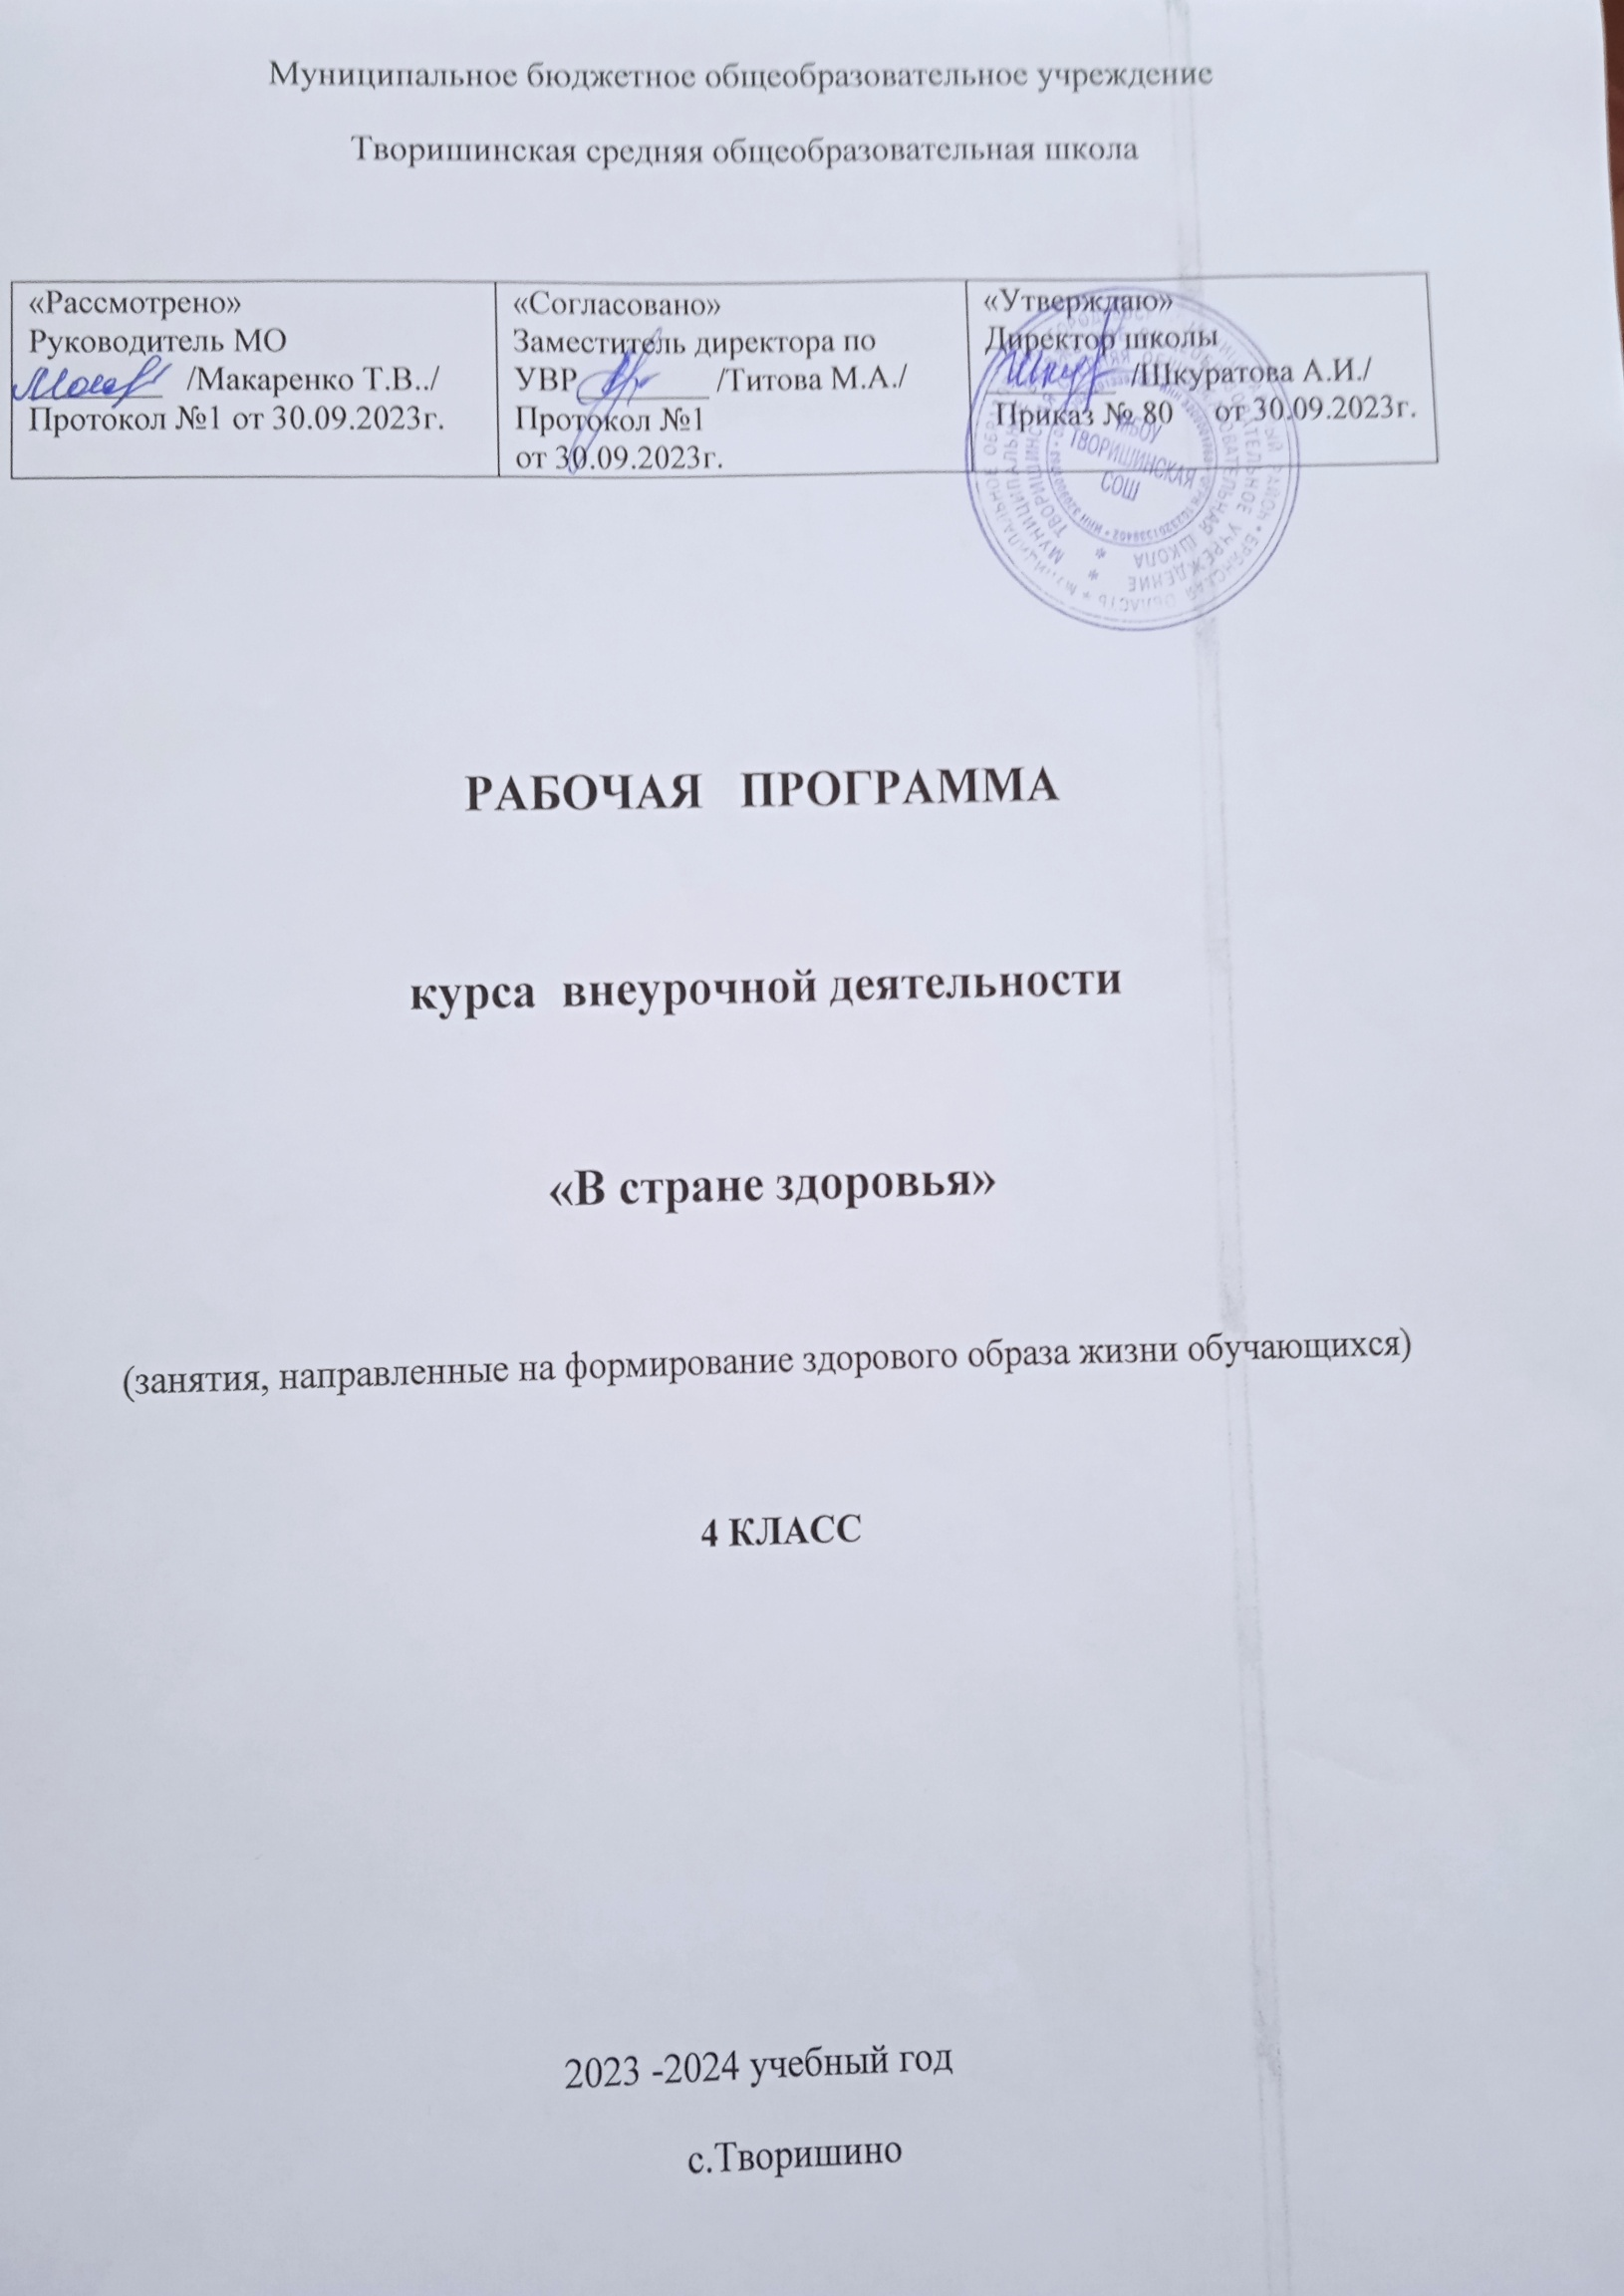 Муниципальное бюджетное общеобразовательное учреждение
Творишинская средняя общеобразовательная школа
«Рассмотрено»
Руководитель МО
/Макаренко Т.В../
Протокол №1 от 30.09.2023г.
«Согласовано»
Заместитель директора по
УВР /Титова М.А./
Протокол №1
от 30.09.2023г.
«Утверждаю»
Директор школы
/Шкуратова А.И./
Приказ № 80 от 30.09.2023г.
МБОУ
ТВОРИШИНСКАЯ
СОШ
РАБОЧАЯ ПРОГРАММА
курса внеурочной деятельности
«В стране здоровья»
(занятия, направленные на формирование здорового образа жизни обучающихся)
4 КЛАСС
2023 -2024 учебный год
с.Творишино